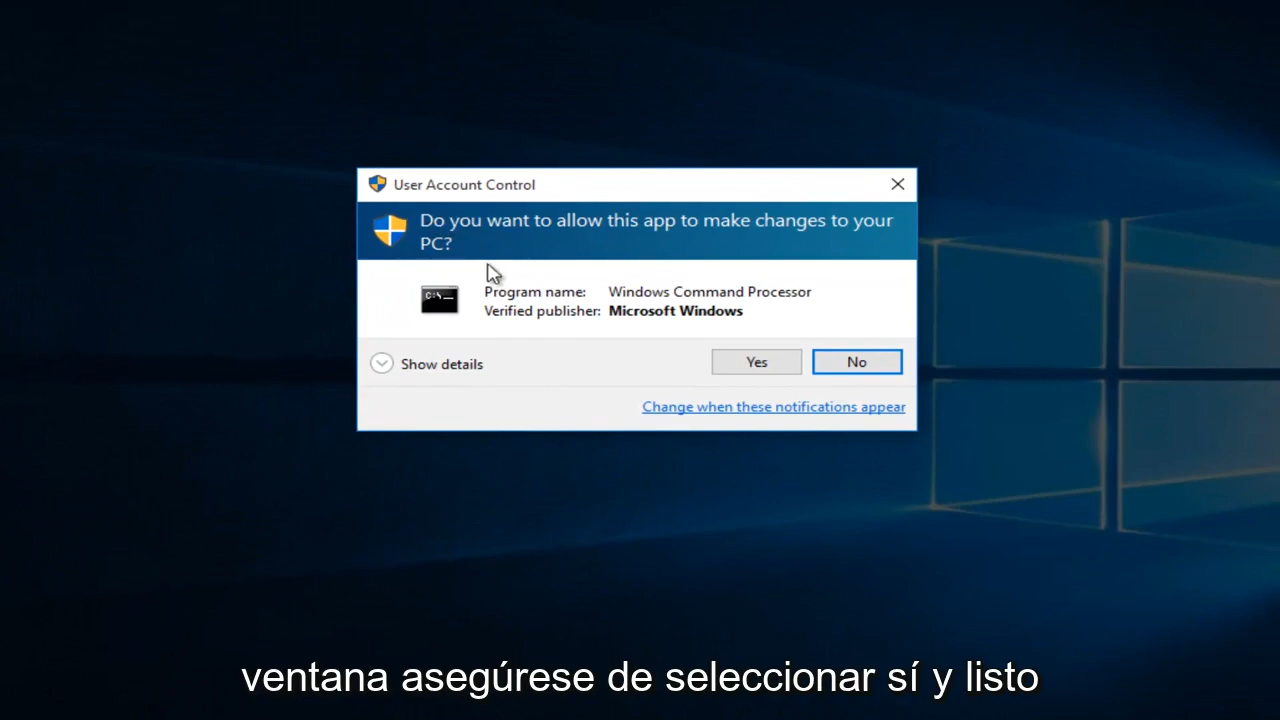 User Account Control
Do you want to allow this app to make changes to your
PC?
C:\
Program name: Windows Command Processor
Verified publisher: Microsoft Windows
Show details
Yes
No
Change when these notifications appear
ventana asegúrese de seleccionar sí y listo